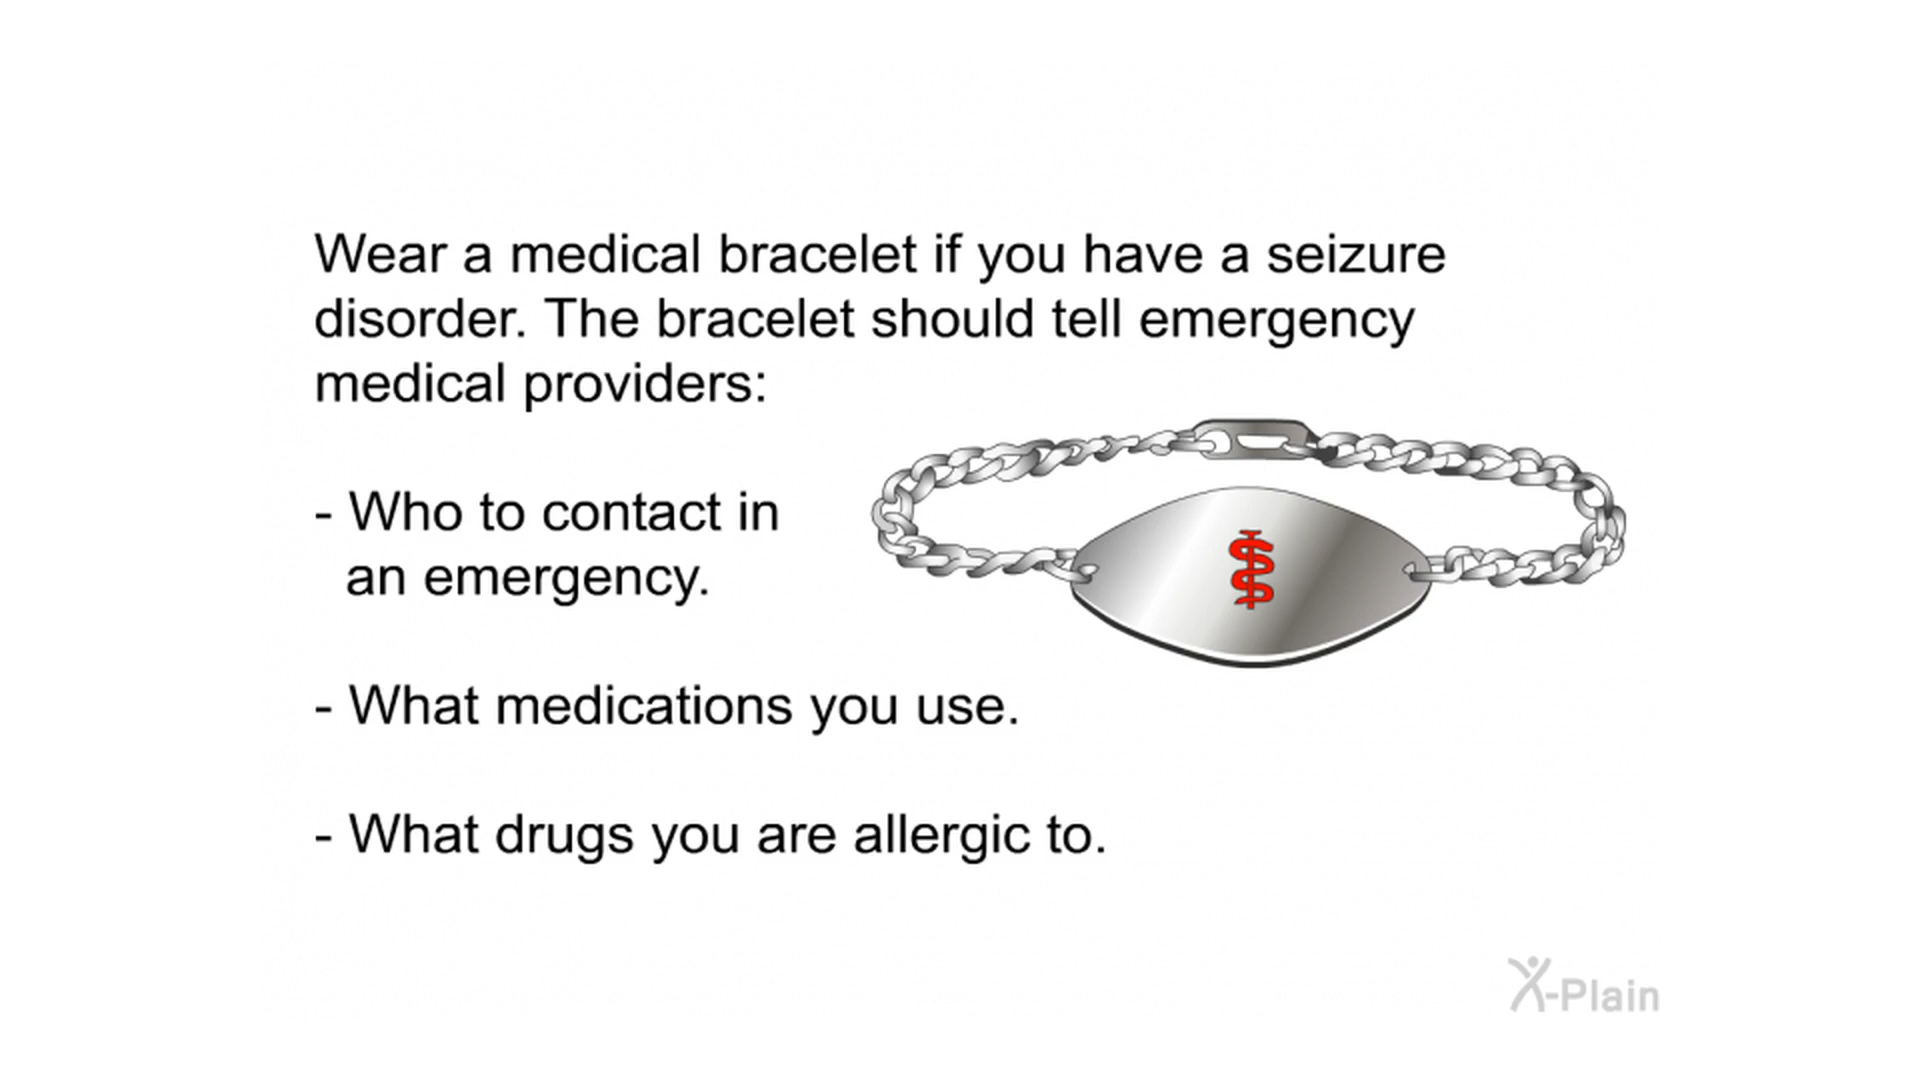 Wear a medical bracelet if you have a seizure
disorder. The bracelet should tell emergency
medical providers:
- Who to contact in
an emergency.
- What medications you use.
- What drugs you are allergic to.
X-Plain